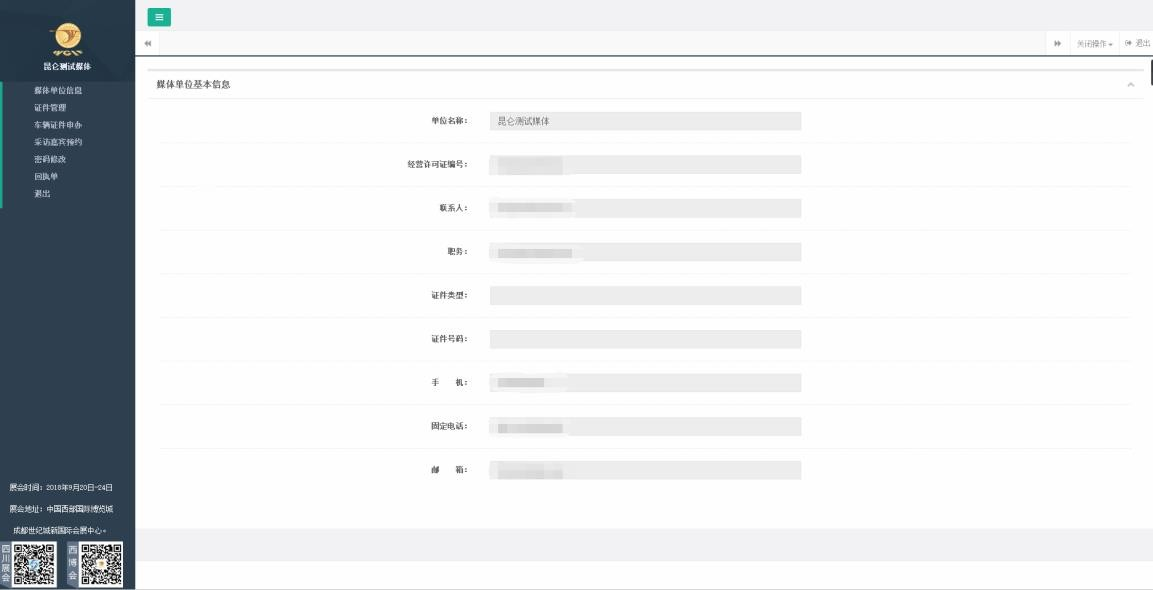 WCIF
昆仑测试媒体
媒体单位信息
证件管理
车辆证件申办
采访嘉宾预约
密码修改
回执单
退出
展会时间：2018年9月20日-24日
展会地址：中国西部国际博览城
成都世纪城新国际会展中心。
四川展会
西博会
关闭操作
退出
媒体单位基本信息
单位名称：
昆仑测试媒体
经营许可证编号：
联系人：
职务：
证件类型：
证件号码：
手　　机：
固定电话：
邮　　箱：